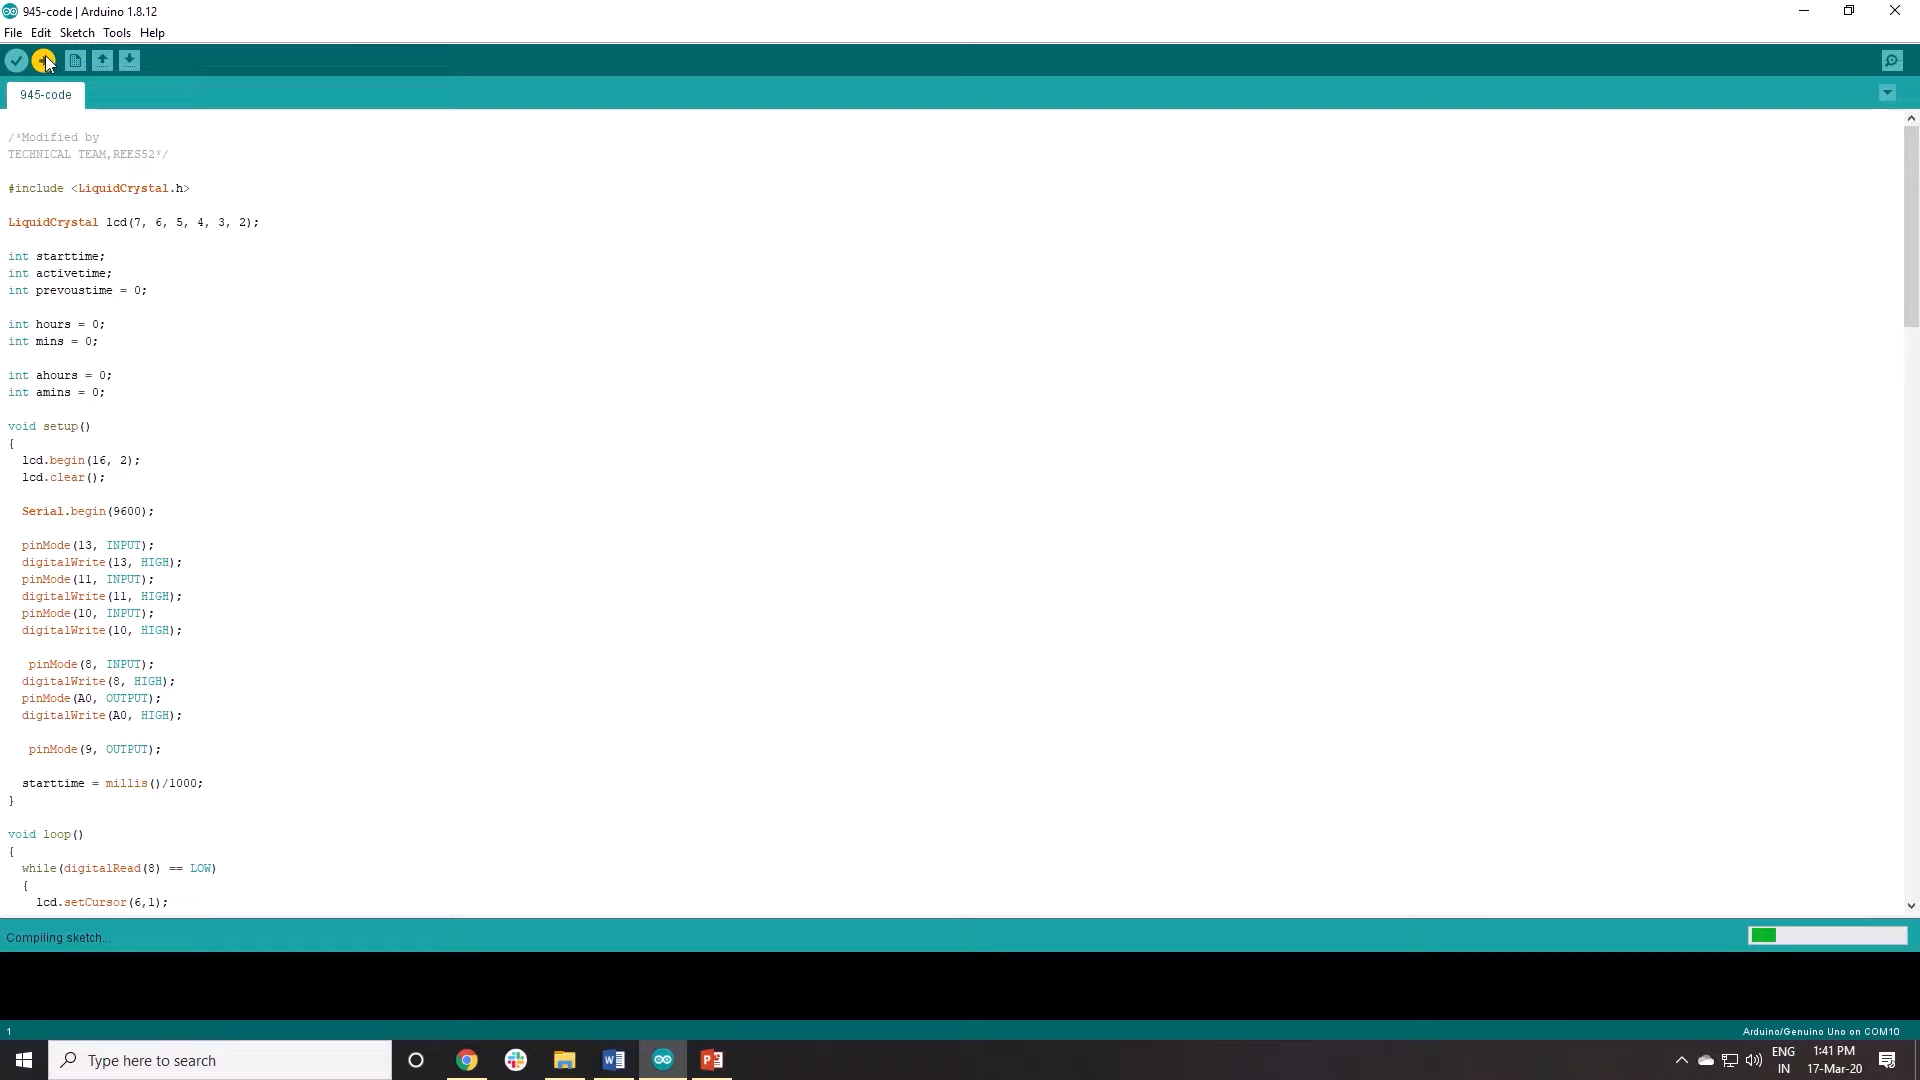 945-code | Arduino 1.8.12
File Edit Sketch Tools Help
945-code
/*Modified by
TECHNICAL TEAM,REES52*/
#include <LiquidCrystal.h>
LiquidCrystal lcd(7, 6, 5, 4, 3, 2);
int starttime;
int activetime;
int prevoustime = 0;
int hours = 0;
int mins = 0;
int ahours = 0;
int amins = 0;
void setup()
{
lcd.begin(16, 2);
lcd.clear();
Serial.begin(9600);
pinMode(13, INPUT);
digitalWrite(13, HIGH);
pinMode(11, INPUT);
digitalWrite(11, HIGH);
pinMode(10, INPUT);
digitalWrite(10, HIGH);
pinMode(8, INPUT);
digitalWrite(8, HIGH);
pinMode(A0, OUTPUT);
digitalWrite(A0, HIGH);
pinMode(9, OUTPUT);
starttime = millis()/1000;
}
void loop()
{
while(digitalRead(8) == LOW)
{
lcd.setCursor(6,1);
Compiling sketch...
1
Arduino/Genuino Uno on COM10
Type here to search
ENG
IN
1:41 PM
17-Mar-20